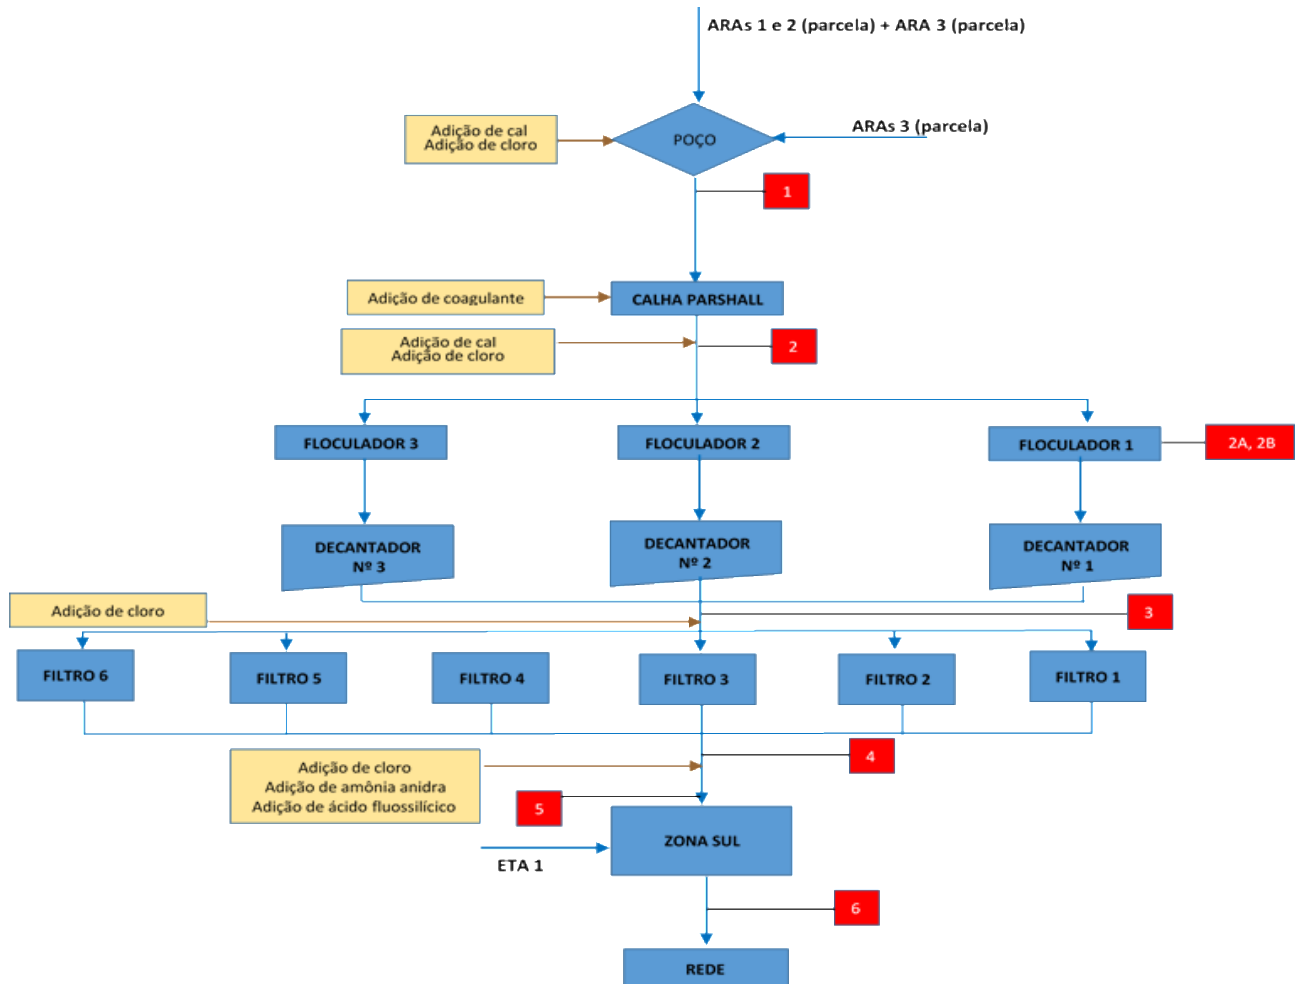 ARAs 1 e 2 (parcela) + ARA 3 (parcela)
Adição de cal
Adição de cloro
POÇO
ARAs 3 (parcela)
1
Adição de coagulante
CALHA PARSHALL
Adição de cal
Adição de cloro
2
FLOCULADOR 3
FLOCULADOR 2
FLOCULADOR 1
2A, 2B
DECANTADOR
Nº 3
DECANTADOR
Nº 2
DECANTADOR
Nº 1
Adição de cloro
3
FILTRO 6
FILTRO 5
FILTRO 4
FILTRO 3
FILTRO 2
FILTRO 1
Adição de cloro
Adição de amônia anidra
Adição de ácido fluossilícico
4
5
ZONA SUL
ETA 1
6
REDE